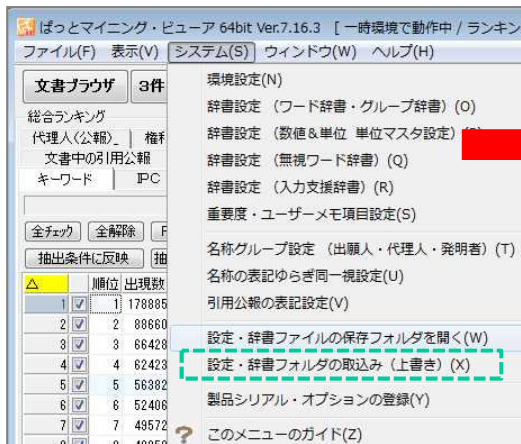 ぱっとマイニング・ビューア 64bit Ver.7.16.3 [ 一時環境で動作中 / ランキン
ファイル(F) 表示(V) システム(S) ウィンドウ(W) ヘルプ(H)
文書ブラウザ 3件
総合ランキング
代理人(公報)_ 権利
文書中の引用公報
キーワード IPC
全チェック 全解除 F
抽出条件に反映 抽
順位 出現数
1 1 178885
2 2 88660
3 3 66428
4 4 62423
5 5 56382
6 6 52406
7 7 49572
環境設定(N)
辞書設定 (ワード辞書・グループ辞書) (O)
辞書設定 (数値&単位 単位マスタ設定)
辞書設定 (無視ワード辞書) (Q)
辞書設定 (入力支援辞書) (R)
重要度・ユーザーメモ項目設定(S)
名称グループ設定 (出願人・代理人・発明者) (T)
名称の表記ゆらぎ同一視設定(U)
引用公報の表記設定(V)
設定・辞書ファイルの保存フォルダを開く(W)
設定・辞書フォルダの取込み (上書き) (X)
製品シリアル・オプションの登録(Y)
このメニューのガイド(Z)